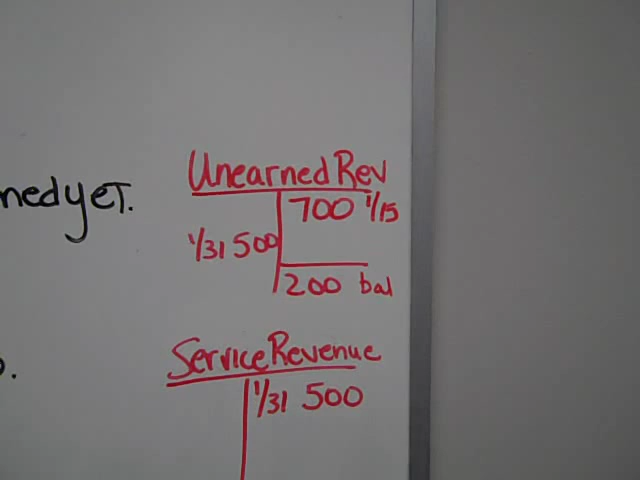 nedyet.
Unearned Rev
700 1/15
1/31 500
200 bal
Service Revenue
1/31 500